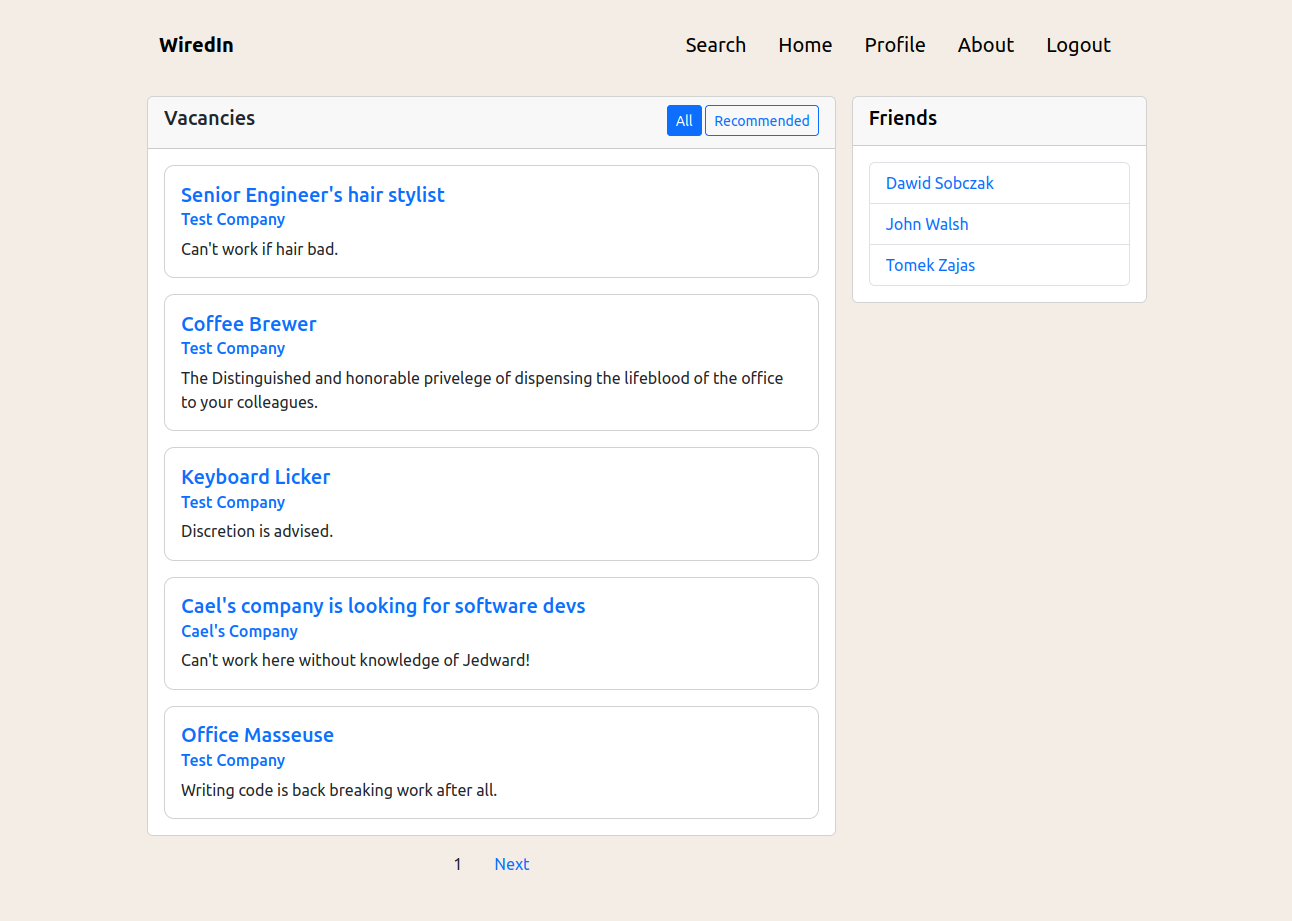 WiredIn
Search Home Profile About Logout
Vacancies
All Recommended
Senior Engineer's hair stylist
Test Company
Can't work if hair bad.
Coffee Brewer
Test Company
The Distinguished and honorable privelege of dispensing the lifeblood of the office
to your colleagues.
Keyboard Licker
Test Company
Discretion is advised.
Cael's company is looking for software devs
Cael's Company
Can't work here without knowledge of Jedward!
Office Masseuse
Test Company
Writing code is back breaking work after all.
1 Next
Friends
Dawid Sobczak
John Walsh
Tomek Zajas